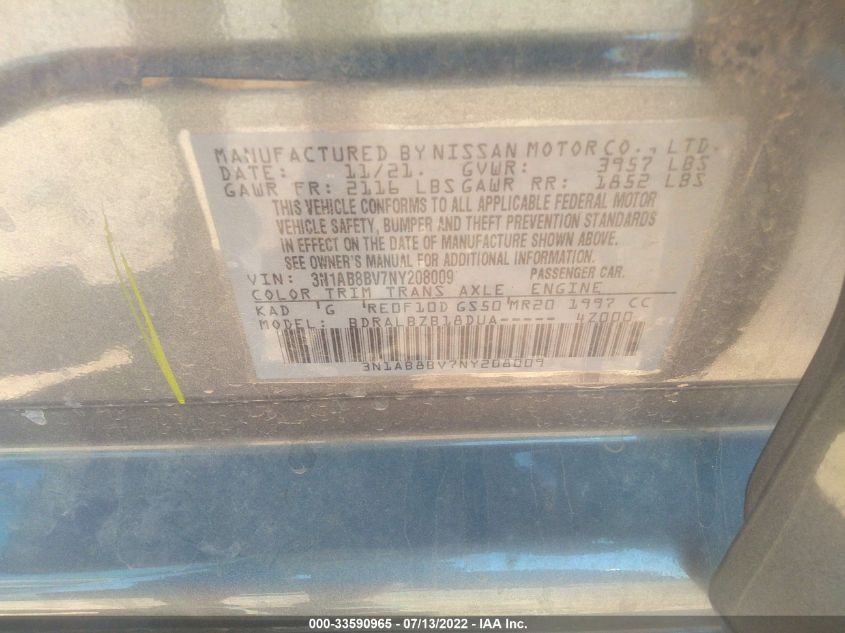 MANUFACTURED BY NISSAN MOTOR CO., LTD.
DATE: 11/21. GVWR: 3957 LBS
GAWR FR: 2116 LBS GAWR RR: 1852 LBS
THIS VEHICLE CONFORMS TO ALL APPLICABLE FEDERAL MOTOR
VEHICLE SAFETY, BUMPER AND THEFT PREVENTION STANDARDS
IN EFFECT ON THE DATE OF MANUFACTURE SHOWN ABOVE.
SEE OWNER'S MANUAL FOR ADDITIONAL INFORMATION.
VIN: 3N1AB8BV7NY208009 PASSENGER CAR.
COLOR TRIM TRANS AXLE ENGINE
KAD G RE0F10D GS50 MR20 1997 CC
MODEL: BDRALBZB18DUA----- 4Z000
3N1AB8BV7NY208009
000-33590965 - 07/13/2022 - © IAA Inc.